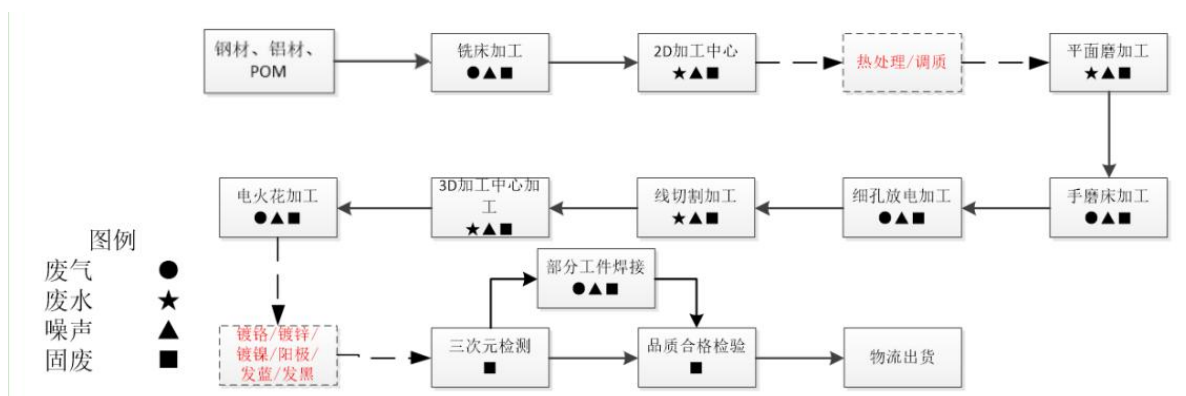 钢材、铝材、
POM
铣床加工
●▲■
2D加工中心
★▲■
热处理/调质
平面磨加工
★▲■
电火花加工
●▲■
3D加工中心加
工
★▲■
线切割加工
★▲■
细孔放电加工
●▲■
手磨床加工
●▲■
图例
废气 ●
废水 ★
噪声 ▲
固废 ■
部分工件焊接
●▲■
镀铬/镀锌/
镀镍/阳极/
发蓝/发黑
三次元检测
■
品质合格检验
■
物流出货